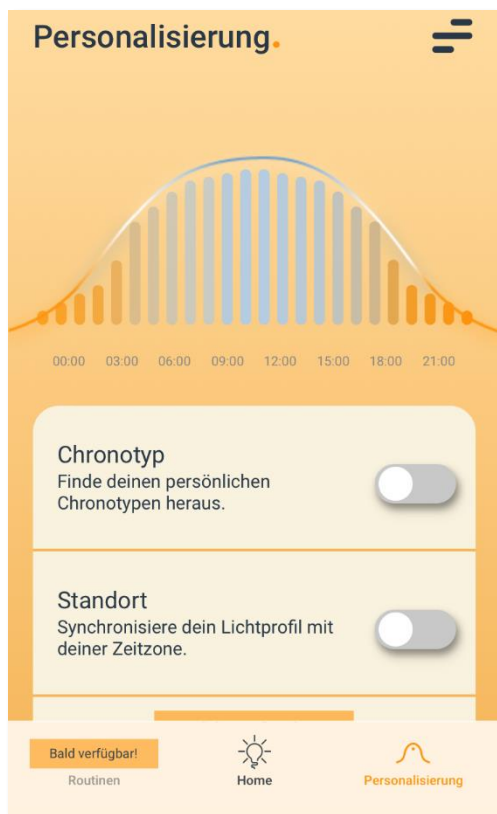 Personalisierung.
00:00 03:00 06:00 09:00 12:00 15:00 18:00 21:00
Chronotyp
Finde deinen persönlichen
Chronotypen heraus.
Standort
Synchronisiere dein Lichtprofil mit
deiner Zeitzone.
Bald verfügbar!
Routinen
Home
Personalisierung